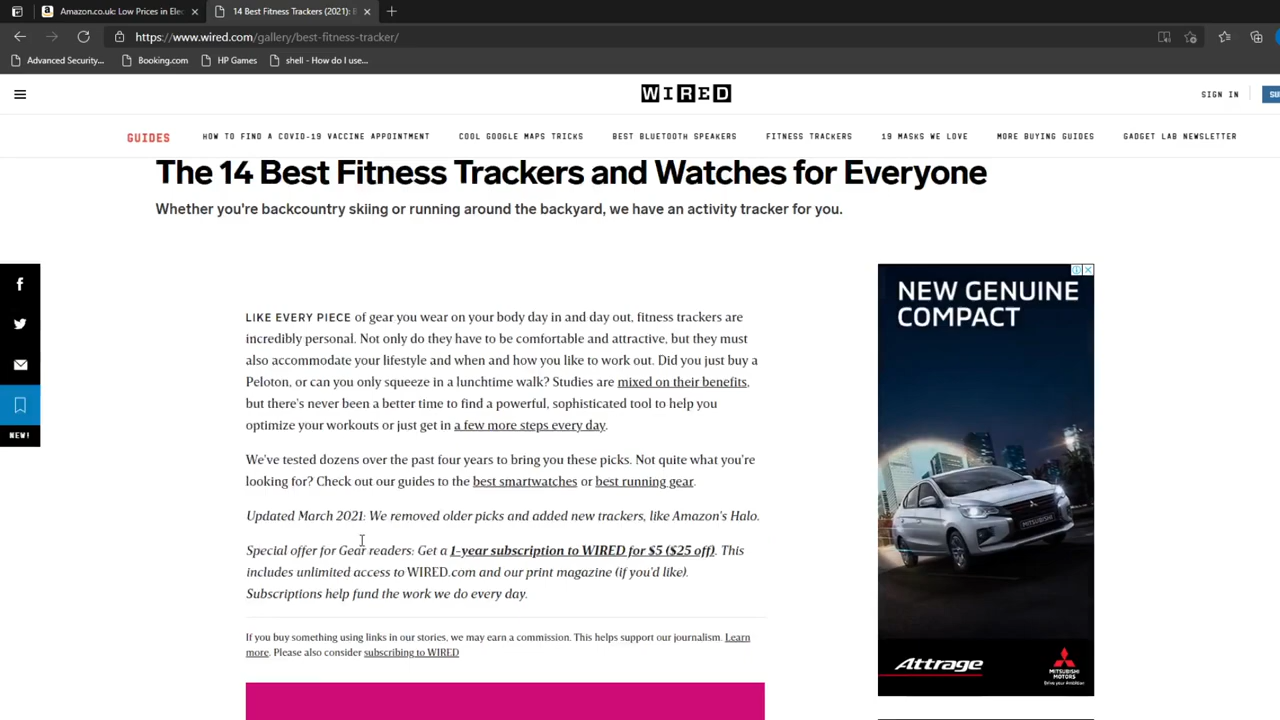 Amazon.co.uk: Low Prices in Elec
14 Best Fitness Trackers (2021): B
https://www.wired.com/gallery/best-fitness-tracker/
Advanced Security...
Booking.com
HP Games
shell - How do I use...
WIRED
SIGN IN
SU
GUIDES
HOW TO FIND A COVID-19 VACCINE APPOINTMENT
COOL GOOGLE MAPS TRICKS
BEST BLUETOOTH SPEAKERS
FITNESS TRACKERS
19 MASKS WE LOVE
MORE BUYING GUIDES
GADGET LAB NEWSLETTER
The 14 Best Fitness Trackers and Watches for Everyone
Whether you're backcountry skiing or running around the backyard, we have an activity tracker for you.
LIKE EVERY PIECE of gear you wear on your body day in and day out, fitness trackers are
incredibly personal. Not only do they have to be comfortable and attractive, but they must
also accommodate your lifestyle and when and how you like to work out. Did you just buy a
Peloton, or can you only squeeze in a lunchtime walk? Studies are mixed on their benefits,
but there's never been a better time to find a powerful, sophisticated tool to help you
optimize your workouts or just get in a few more steps every day.
We've tested dozens over the past four years to bring you these picks. Not quite what you're
looking for? Check out our guides to the best smartwatches or best running gear.
Updated March 2021: We removed older picks and added new trackers, like Amazon's Halo.
Special offer for Gear readers: Get a 1-year subscription to WIRED for $5 ($25 off). This
includes unlimited access to WIRED.com and our print magazine (if you'd like).
Subscriptions help fund the work we do every day.
If you buy something using links in our stories, we may earn a commission. This helps support our journalism. Learn
more. Please also consider subscribing to WIRED
NEW!
NEW GENUINE
COMPACT
Attrage
MITSUBISHI
MOTORS
Drive your Ambition